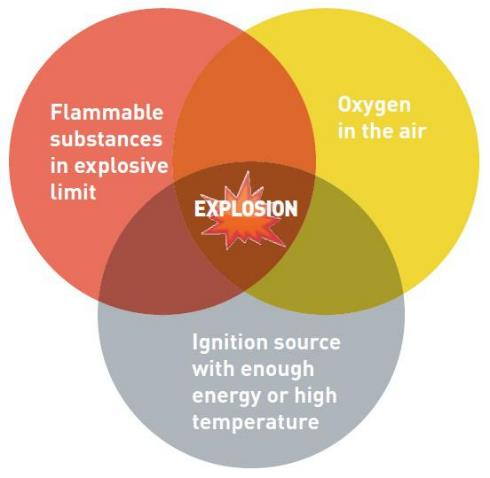 Flammable
substances
in explosive
limit
Oxygen
in the air
EXPLOSION
Ignition source
with enough
energy or high
temperature